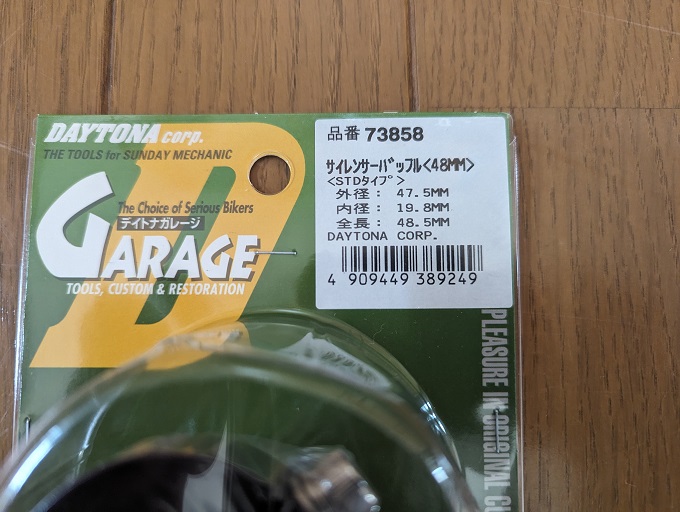 DAYTONA corp.
THE TOOLS for SUNDAY MECHANIC
The Choice of Serious Bikers
デイトナガレージ
GARAGE
TOOLS, CUSTOM & RESTORATION
品番 73858
サイレンサーバッフル<48MM>
<STDタイプ>
外径: 47.5MM
内径: 19.8MM
全長: 48.5MM
DAYTONA CORP.
4 909449 389249
PLEASURE IN ORIGINAL